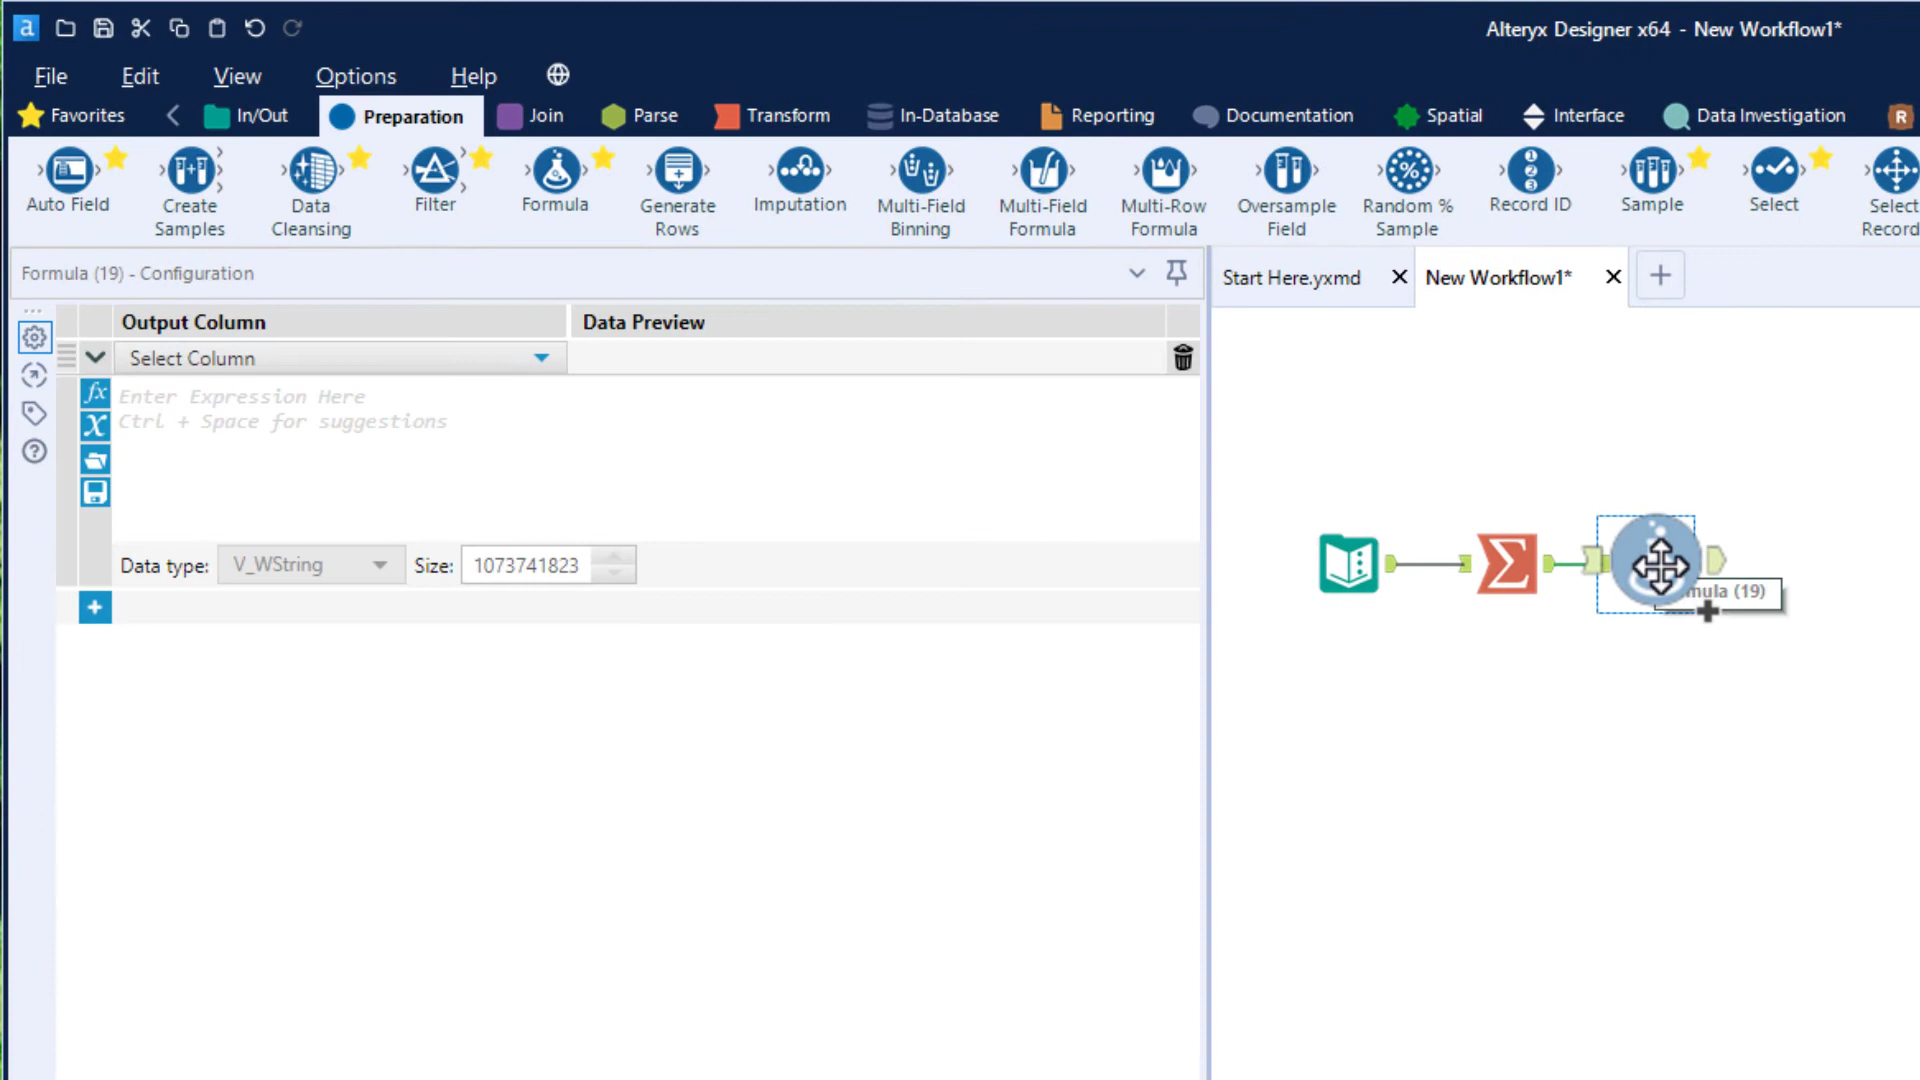 a
Alteryx Designer x64 - New Workflow1*
File Edit View Options Help
Favorites In/Out Preparation Join Parse Transform In-Database Reporting Documentation Spatial Interface Data Investigation R
Auto Field
Create
Samples
Data
Cleansing
Filter
Formula
Generate
Rows
Imputation
Multi-Field
Binning
Multi-Field
Formula
Multi-Row
Formula
Oversample
Field
Random %
Sample
Record ID
Sample
Select
Select
Record
Formula (19) - Configuration
Start Here.yxmd
New Workflow1*
Output Column
Data Preview
Select Column
fx
X
Enter Expression Here
Ctrl + Space for suggestions
Data type: V_WString Size: 1073741823
mula (19)